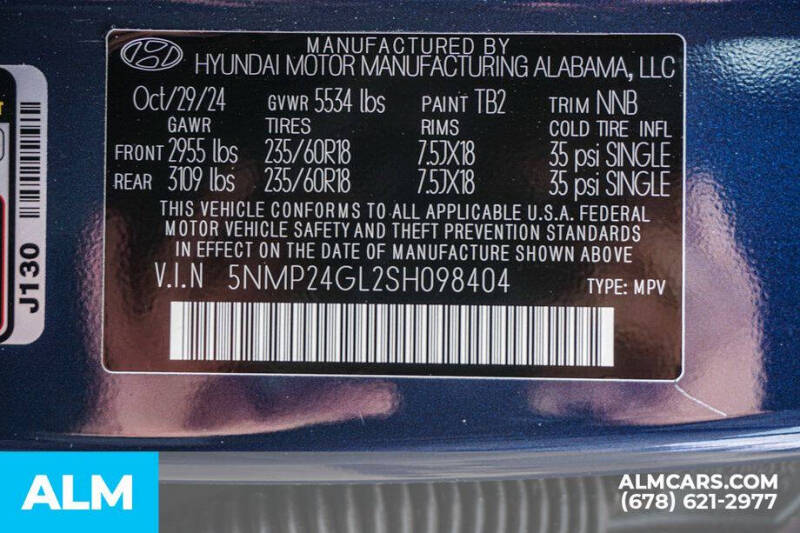 MANUFACTURED BY
HYUNDAI MOTOR MANUFACTURING ALABAMA, LLC
Oct/29/24 GVWR 5534 lbs PAINT TB2 TRIM NNB
GAWR TIRES RIMS COLD TIRE INFL
FRONT 2955 lbs 235/60R18 7.5JX18 35 psi SINGLE
REAR 3109 lbs 235/60R18 7.5JX18 35 psi SINGLE
THIS VEHICLE CONFORMS TO ALL APPLICABLE U.S.A. FEDERAL
MOTOR VEHICLE SAFETY AND THEFT PREVENTION STANDARDS
IN EFFECT ON THE DATE OF MANUFACTURE SHOWN ABOVE
V.I.N 5NMP24GL2SH098404 TYPE: MPV
J130
ALM
ALMCARS.COM
(678) 621-2977